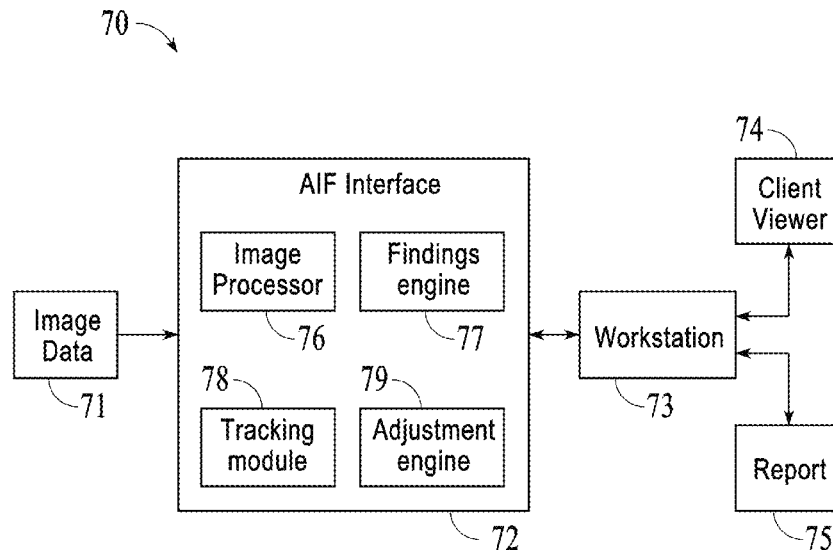 70
74
AIF Interface
Client
Viewer
Image
Processor
Findings
engine
Image
Data
76
77
Workstation
71
78
79
73
Tracking
module
Adjustment
engine
Report
72
75